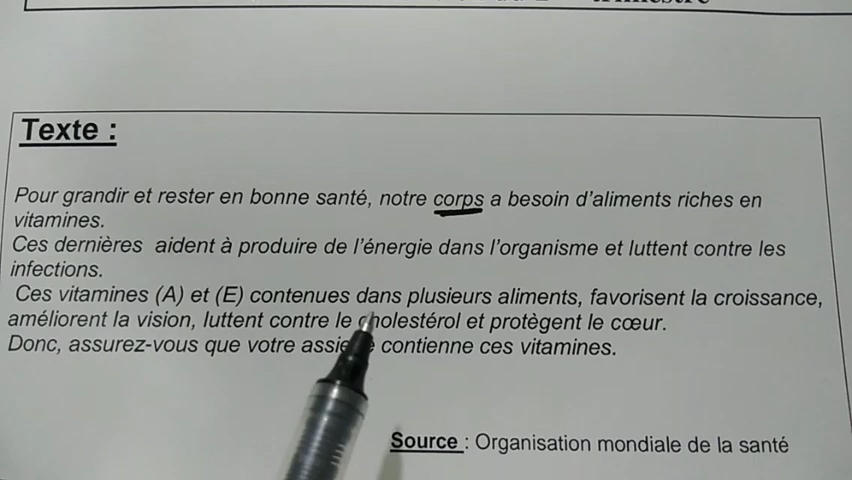 trimestre
Texte :
Pour grandir et rester en bonne santé, notre corps a besoin d'aliments riches en
vitamines.
Ces dernières aident à produire de l'énergie dans l'organisme et luttent contre les
infections.
Ces vitamines (A) et (E) contenues dans plusieurs aliments, favorisent la croissance,
améliorent la vision, luttent contre le cholestérol et protègent le cœur.
Donc, assurez-vous que votre contienne ces vitamines.
Source : Organisation mondiale de la santé